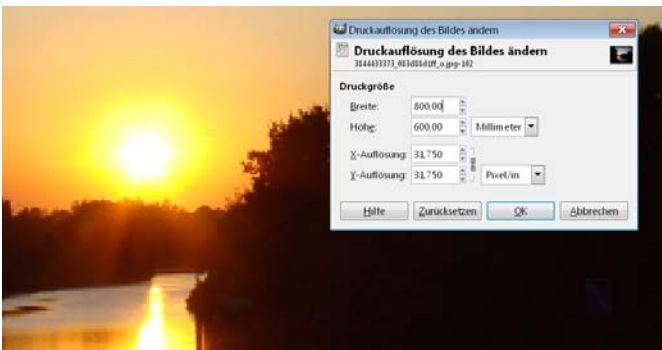 Druckauflösung des Bildes ändern
Druckauflösung des Bildes ändern
Druckgröße
Breite: 800,00
Höhe: 600,00 Millimeter
X-Auflösung: 31,750
Y-Auflösung: 31,750 Pixel/in
Hilfe Zurücksetzen OK Abbrechen